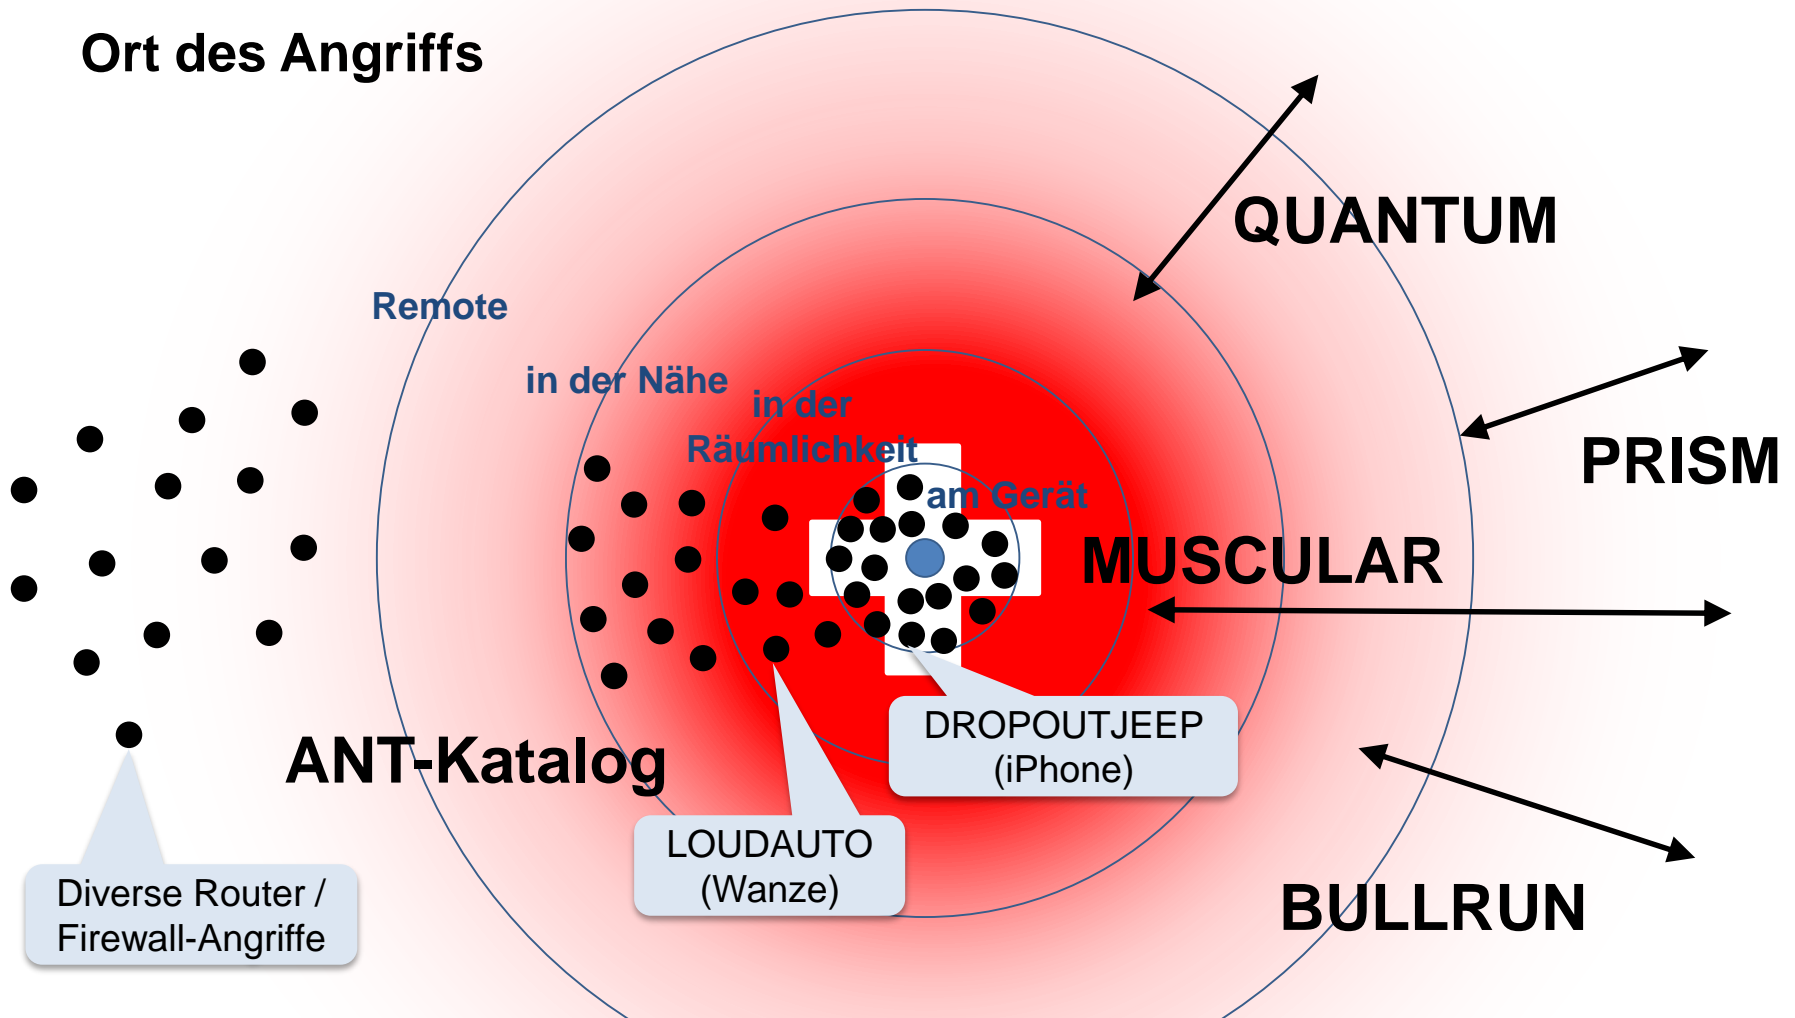 Ort des Angriffs
QUANTUM
Remote
in der Nähe
in der
Räumlichkeit
am Gerät
PRISM
MUSCULAR
ANT-Katalog
DROPOUTJEEP
(iPhone)
LOUDAUTO
(Wanze)
Diverse Router /
Firewall-Angriffe
BULLRUN